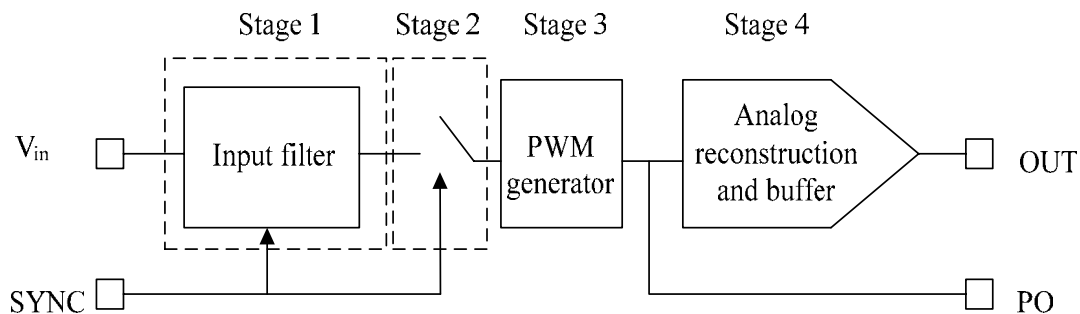 Stage 1
Stage 2
Stage 3
Stage 4
Vin
Input filter
PWM
generator
Analog
reconstruction
and buffer
OUT
SYNC
PO